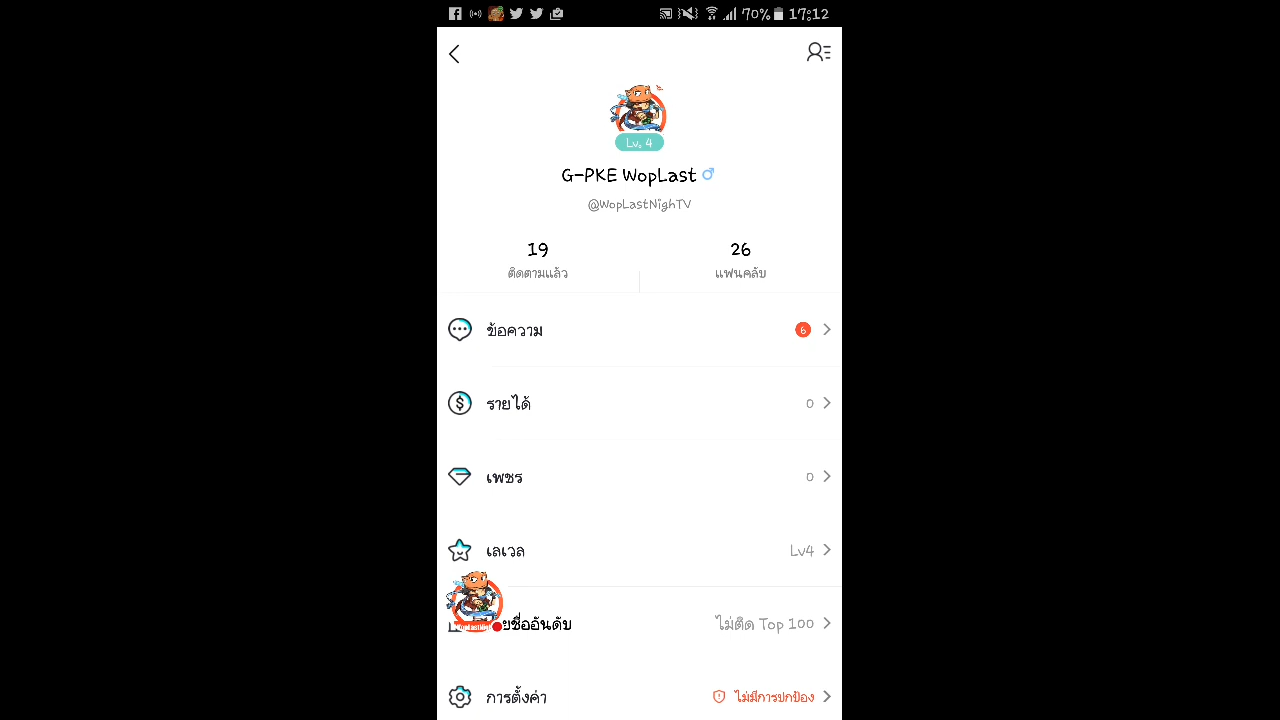 70% 17:12
Lv. 4
G-PKE WopLast
@WopLastNighTV
19 26
ติดตามแล้ว แฟนคลับ
ข้อความ 6
รายได้ 0
เพชร 0
เลเวล Lv4
ยชื่ออันดับ ไม่ติด Top 100
การตั้งค่า ไม่มีการปกป้อง